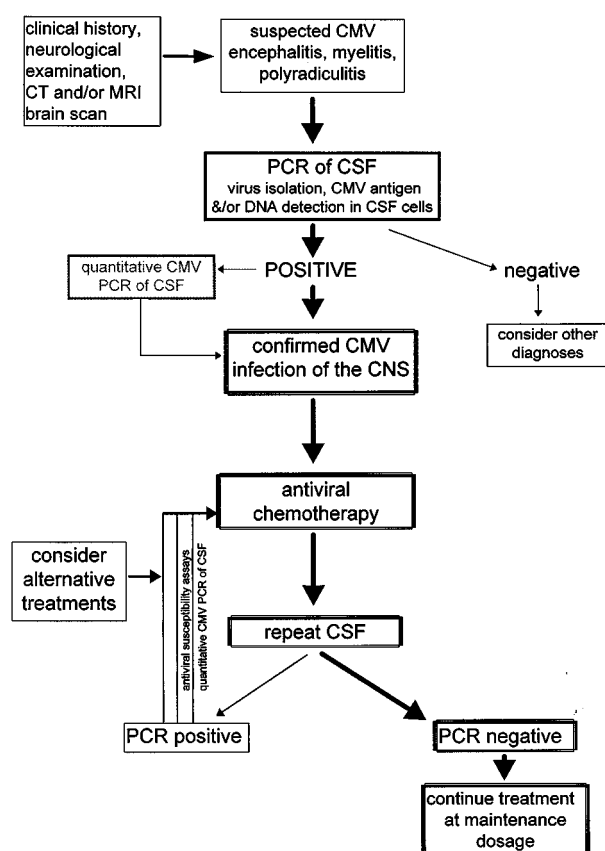 clinical history,
neurological
examination,
CT and/or MRI
brain scan
suspected CMV
encephalitis, myelitis,
polyradiculitis
PCR of CSF
virus isolation, CMV antigen
&/or DNA detection in CSF cells
quantitative CMV
PCR of CSF
POSITIVE
negative
consider other
diagnoses
confirmed CMV
infection of the CNS
antiviral
chemotherapy
consider
alternative
treatments
antiviral susceptibility assays
quantitative CMV PCR of CSF
repeat CSF
PCR positive
PCR negative
continue treatment
at maintenance
dosage